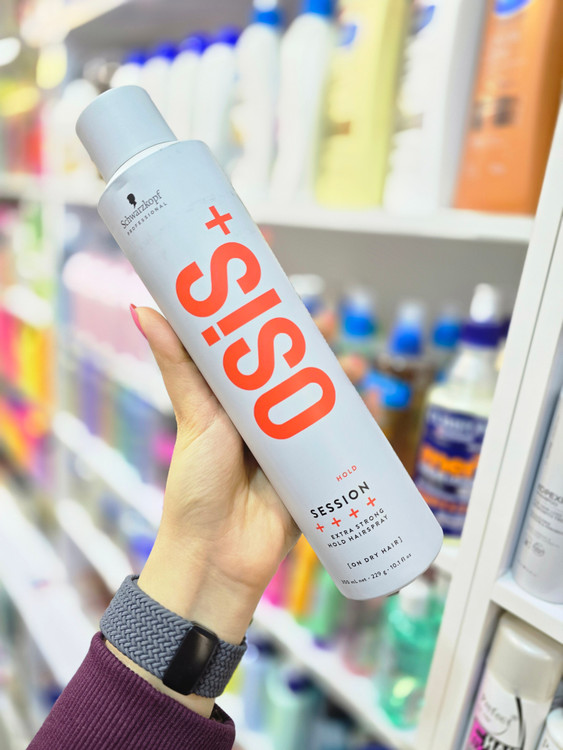 Schwarzkopf
PROFESSIONAL
OSiS+
HOLD
SESSION
++++
EXTRA STRONG
HOLD HAIRSPRAY
[ON DRY HAIR]